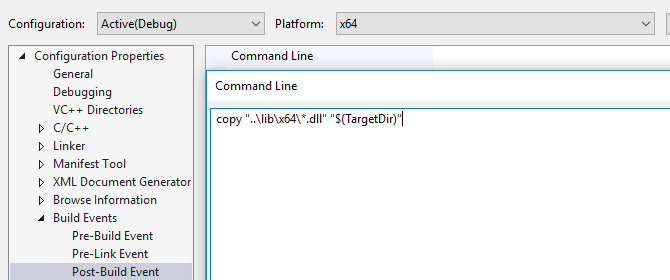 Configuration: Active(Debug) Platform: x64
Configuration Properties
General
Debugging
VC++ Directories
C/C++
Linker
Manifest Tool
XML Document Generator
Browse Information
Build Events
Pre-Build Event
Pre-Link Event
Post-Build Event
Command Line
Command Line
copy "..\lib\x64\*.dll" "$(TargetDir)"